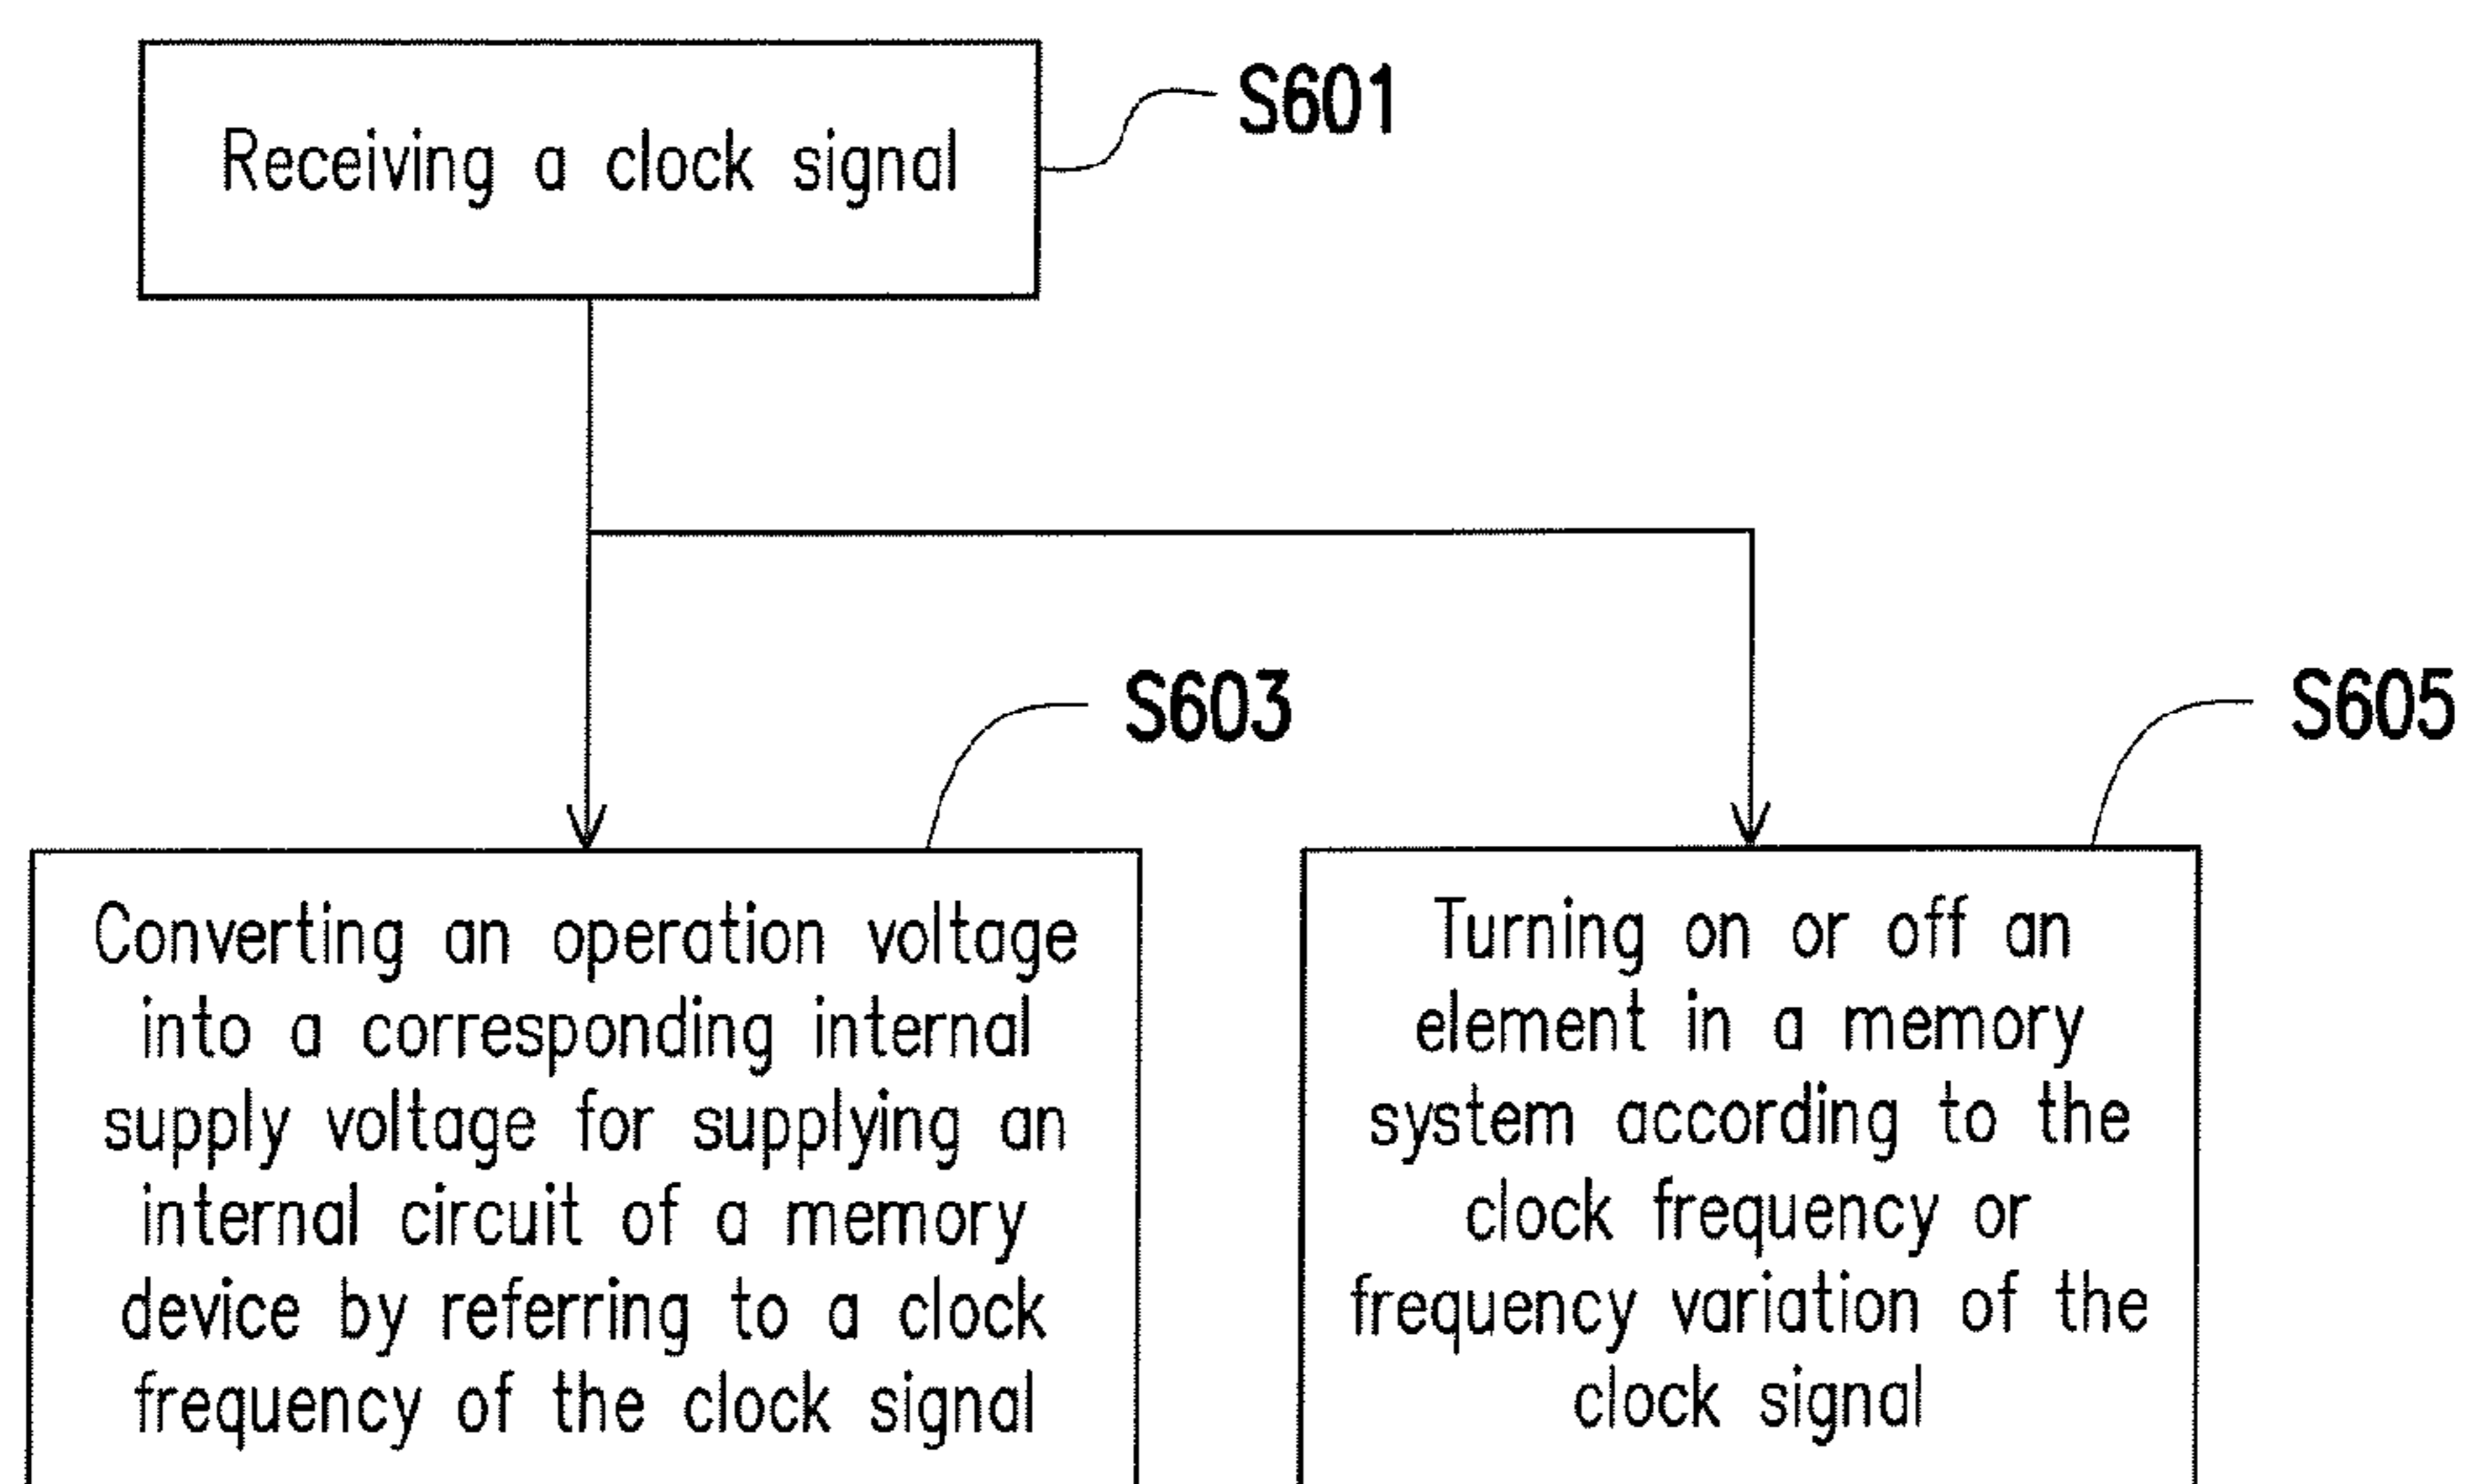 Receiving a clock signal
S601
S603
Converting an operation voltage
into a corresponding internal
supply voltage for supplying an
internal circuit of a memory
device by referring to a clock
frequency of the clock signal
S605
Turning on or off an
element in a memory
system according to the
clock frequency or
frequency variation of the
clock signal